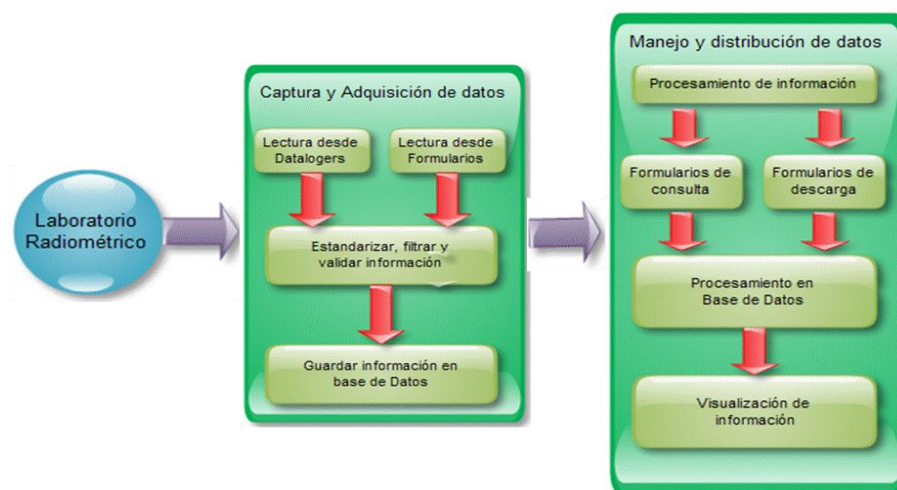 Laboratorio
Radiométrico
Captura y Adquisición de datos
Lectura desde
Datalogers
Lectura desde
Formularios
Estandarizar, filtrar y
validar información
Guardar información en
base de Datos
Manejo y distribución de datos
Procesamiento de información
Formularios de
consulta
Formularios de
descarga
Procesamiento en
Base de Datos
Visualización de
información